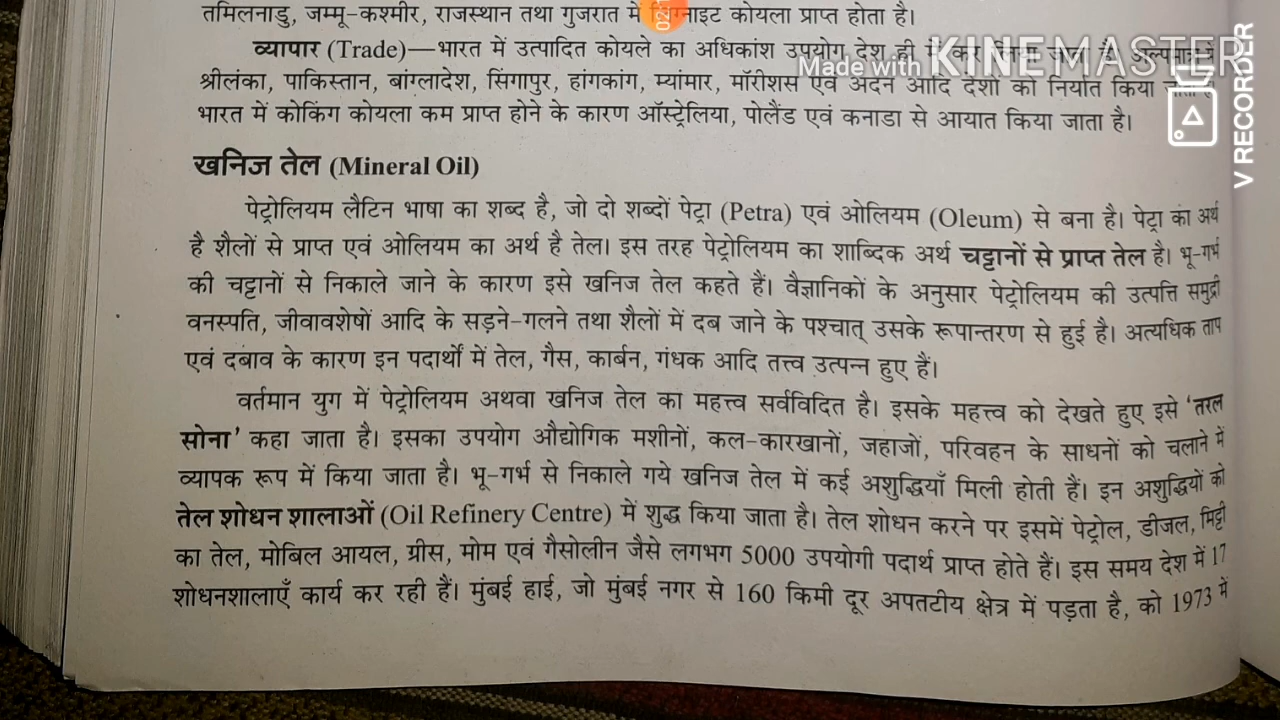 तमिलनाडु, जम्मू-कश्मीर, राजस्थान तथा गुजरात में कोयला प्राप्त होता है।
02:1
व्यापार (Trade)—भारत में उत्पादित कोयले का अधिकांश उपयोग देश ही में कर
Made with KINEMASTER
श्रीलंका, पाकिस्तान, बांग्लादेश, सिंगापुर, हांगकांग, म्यांमार, मॉरीशस एवं अदन आदि देशों को निर्यात किया जाता है
भारत में कोकिंग कोयला कम प्राप्त होने के कारण ऑस्ट्रेलिया, पोलैंड एवं कनाडा से आयात किया जाता है।
V RECORDER
खनिज तेल (Mineral Oil)
पेट्रोलियम लैटिन भाषा का शब्द है, जो दो शब्दों पेट्रा (Petra) एवं ओलियम (Oleum) से बना है। पेट्रा का अर्थ
है शैलों से प्राप्त एवं ओलियम का अर्थ है तेल। इस तरह पेट्रोलियम का शाब्दिक अर्थ चट्टानों से प्राप्त तेल है। भू-गर्भ
की चट्टानों से निकाले जाने के कारण इसे खनिज तेल कहते हैं। वैज्ञानिकों के अनुसार पेट्रोलियम की उत्पत्ति समुद्री
वनस्पति, जीवावशेषों आदि के सड़ने-गलने तथा शैलों में दब जाने के पश्चात् उसके रूपान्तरण से हुई है। अत्यधिक ताप
एवं दबाव के कारण इन पदार्थों में तेल, गैस, कार्बन, गंधक आदि तत्त्व उत्पन्न हुए हैं।
वर्तमान युग में पेट्रोलियम अथवा खनिज तेल का महत्त्व सर्वविदित है। इसके महत्त्व को देखते हुए इसे 'तरल
सोना' कहा जाता है। इसका उपयोग औद्योगिक मशीनों, कल-कारखानों, जहाजों, परिवहन के साधनों को चलाने में
व्यापक रूप में किया जाता है। भू-गर्भ से निकाले गये खनिज तेल में कई अशुद्धियाँ मिली होती हैं। इन अशुद्धियों को
तेल शोधन शालाओं (Oil Refinery Centre) में शुद्ध किया जाता है। तेल शोधन करने पर इसमें पेट्रोल, डीजल, मिट्टी
का तेल, मोबिल आयल, ग्रीस, मोम एवं गैसोलीन जैसे लगभग 5000 उपयोगी पदार्थ प्राप्त होते हैं। इस समय देश में 17
शोधनशालाएँ कार्य कर रही हैं। मुंबई हाई, जो मुंबई नगर से 160 किमी दूर अपतटीय क्षेत्र में पड़ता है, को 1973 में